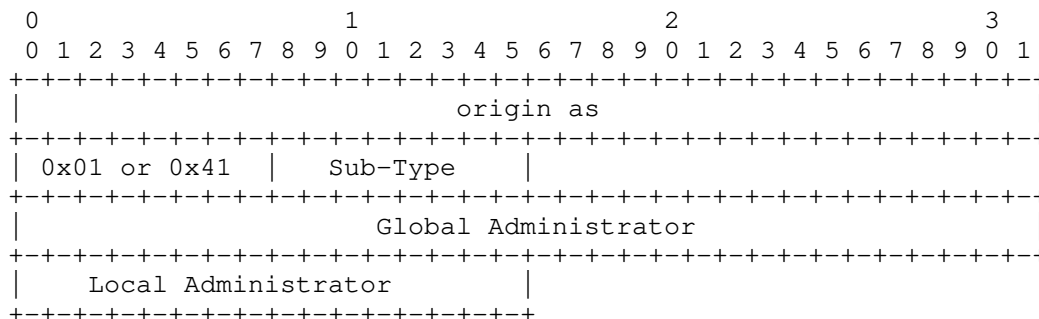 0                   1                   2                   3
0 1 2 3 4 5 6 7 8 9 0 1 2 3 4 5 6 7 8 9 0 1 2 3 4 5 6 7 8 9 0 1
+-+-+-+-+-+-+-+-+-+-+-+-+-+-+-+-+-+-+-+-+-+-+-+-+-+-+-+-+-+-+-+--
|                           origin as
+-+-+-+-+-+-+-+-+-+-+-+-+-+-+-+-+-+-+-+-+-+-+-+-+-+-+-+-+-+-+-+--
| 0x01 or 0x41  |   Sub-Type    |
+-+-+-+-+-+-+-+-+-+-+-+-+-+-+-+-+-+-+-+-+-+-+-+-+-+-+-+-+-+-+-+--
|                      Global Administrator
+-+-+-+-+-+-+-+-+-+-+-+-+-+-+-+-+-+-+-+-+-+-+-+-+-+-+-+-+-+-+-+--
|    Local Administrator        |
+-+-+-+-+-+-+-+-+-+-+-+-+-+-+-+-+